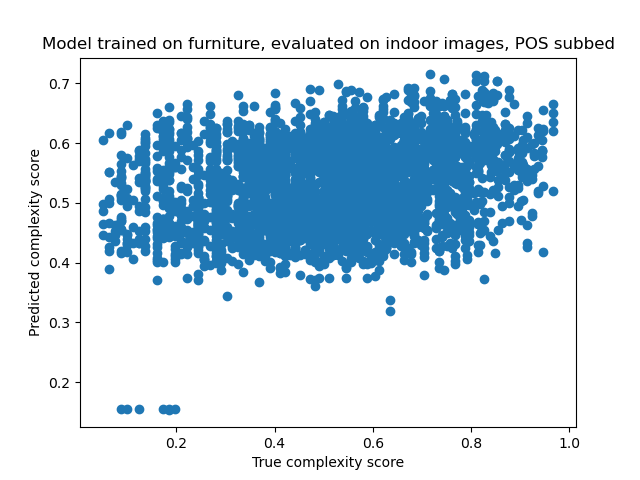 Model trained on furniture, evaluated on indoor images, POS subbed
0.7
0.6
0.5
0.4
0.3
0.2
Predicted complexity score
0.2 0.4 0.6 0.8 1.0
True complexity score